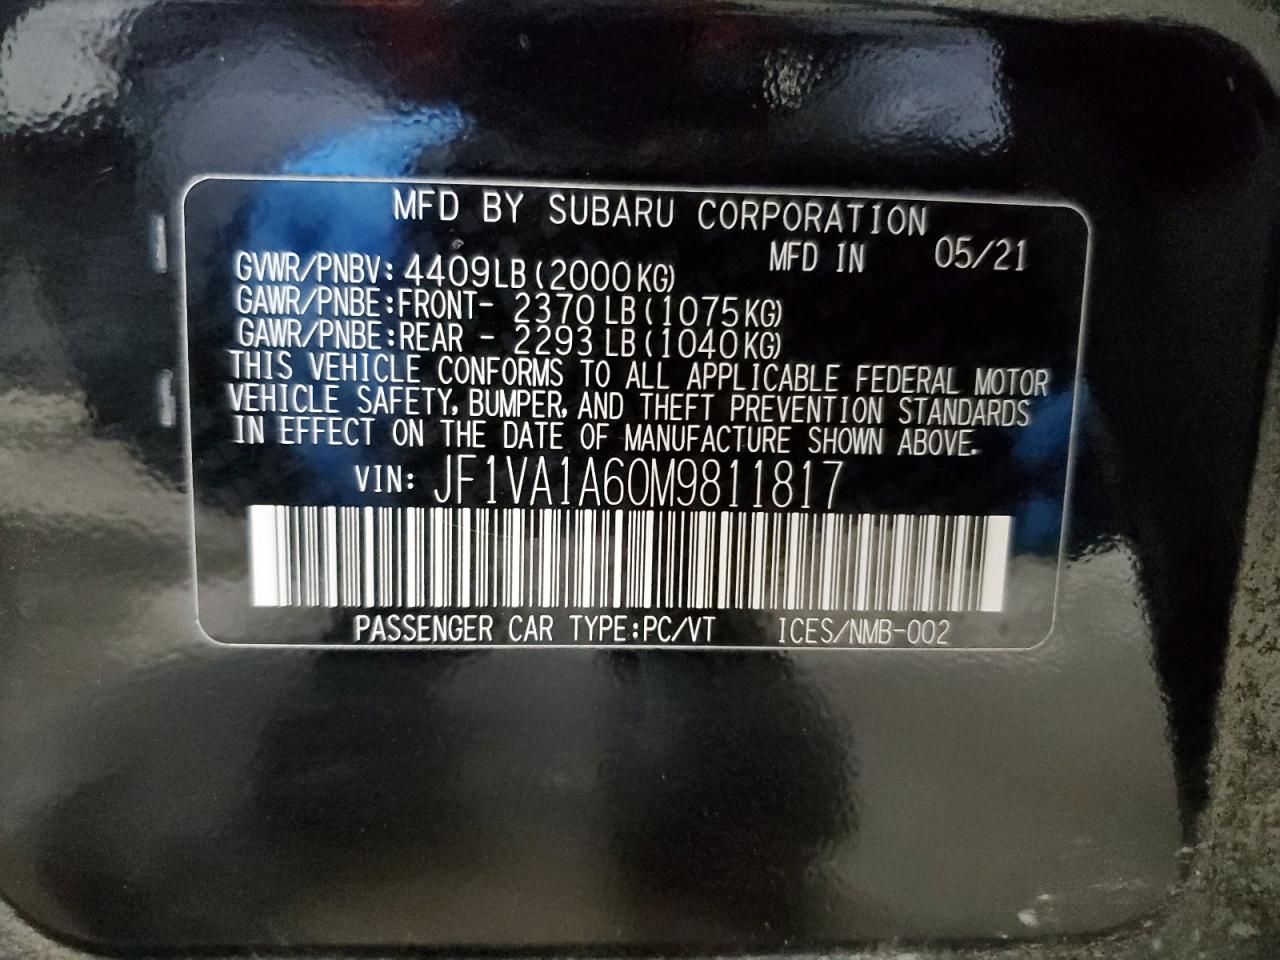 MFD BY SUBARU CORPORATION
MFD IN 05/21
GVWR/PNBV: 4409LB(2000KG)
GAWR/PNBE:FRONT- 2370LB(1075KG)
GAWR/PNBE:REAR - 2293LB(1040KG)
THIS VEHICLE CONFORMS TO ALL APPLICABLE FEDERAL MOTOR
VEHICLE SAFETY, BUMPER, AND THEFT PREVENTION STANDARDS
IN EFFECT ON THE DATE OF MANUFACTURE SHOWN ABOVE.
VIN: JF1VA1A60M9811817
PASSENGER CAR TYPE:PC/VT ICES/NMB-002